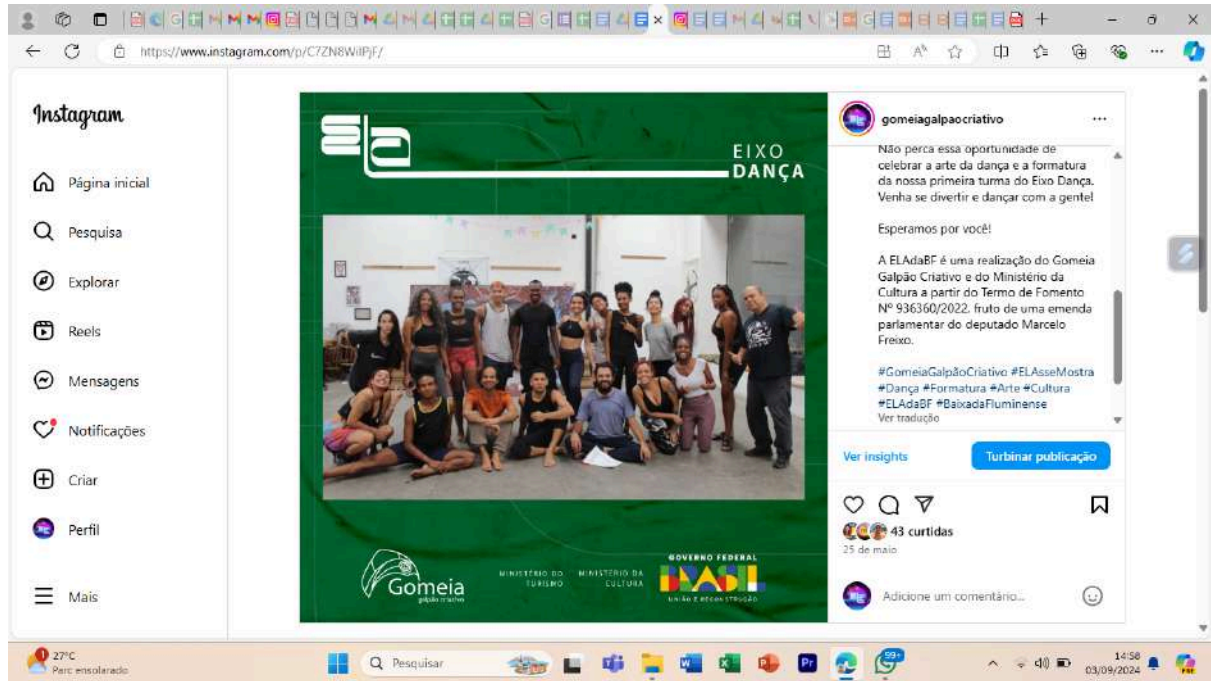 https://www.instagram.com/p/C7ZN8WilPjF/
Instagram
Página inicial
Pesquisa
Explorar
Reels
Mensagens
Notificações
Criar
Perfil
Mais
ela
EIXO
DANÇA
Gomeia
galpão criativo
MINISTÉRIO DO
TURISMO
MINISTÉRIO DA
CULTURA
GOVERNO FEDERAL
BRASIL
UNIÃO E RECONSTRUÇÃO
gomeiagalpaocriativo
Não perca essa oportunidade de
celebrar a arte da dança e a formatura
da nossa primeira turma do Eixo Dança.
Venha se divertir e dançar com a gente!
Esperamos por você!
A ELAdaBF é uma realização do Gomeia
Galpão Criativo e do Ministério da
Cultura a partir do Termo de Fomento
Nº 936360/2022, fruto de uma emenda
parlamentar do deputado Marcelo
Freixo.
#GomeiaGalpãoCriativo #ELAsseMostra
#Dança #Formatura #Arte #Cultura
#ELAdaBF #BaixadaFluminense
Ver tradução
Ver insights
Turbinar publicação
43 curtidas
25 de maio
Adicione um comentário...
1
27°C
Parc ensolarado
Pesquisar
Pr
99+
14:58
03/09/2024